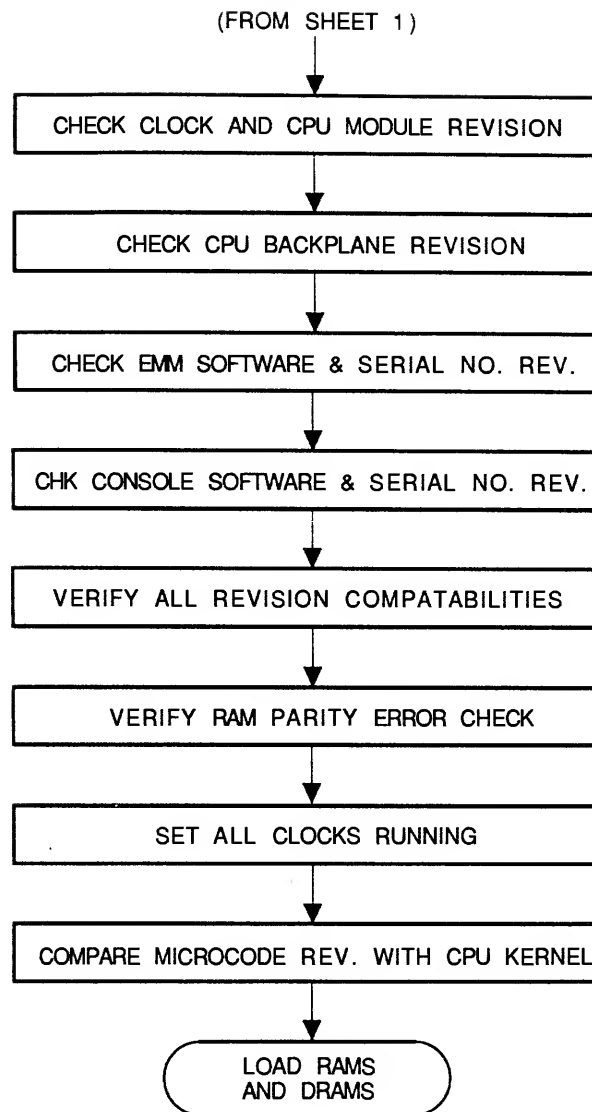 (FROM SHEET 1)
CHECK CLOCK AND CPU MODULE REVISION
CHECK CPU BACKPLANE REVISION
CHECK EMM SOFTWARE & SERIAL NO. REV.
CHK CONSOLE SOFTWARE & SERIAL NO. REV.
VERIFY ALL REVISION COMPATABILITIES
VERIFY RAM PARITY ERROR CHECK
SET ALL CLOCKS RUNNING
COMPARE MICROCODE REV. WITH CPU KERNEL
LOAD RAMS
AND DRAMS